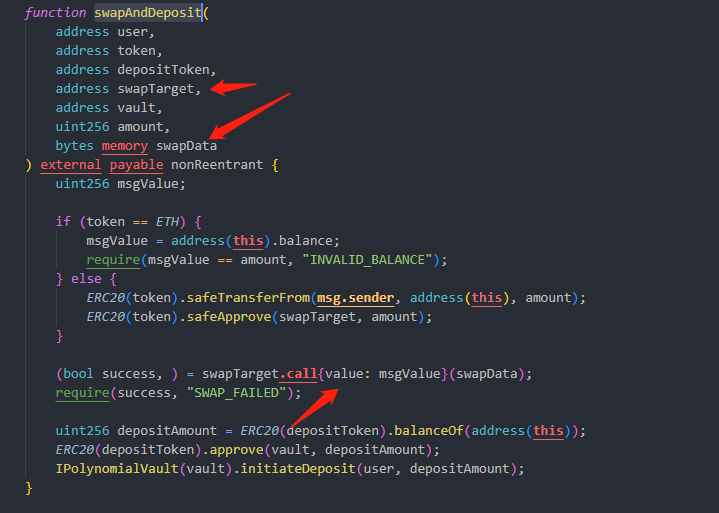 function swapAndDeposit(
address user,
address token,
address depositToken,
address swapTarget,
address vault,
uint256 amount,
bytes memory swapData
) external payable nonReentrant {
uint256 msgValue;
if (token == ETH) {
msgValue = address(this).balance;
require(msgValue == amount, "INVALID_BALANCE");
} else {
ERC20(token).safeTransferFrom(msg.sender, address(this), amount);
ERC20(token).safeApprove(swapTarget, amount);
}
(bool success, ) = swapTarget.call{value: msgValue}(swapData);
require(success, "SWAP_FAILED");
uint256 depositAmount = ERC20(depositToken).balanceOf(address(this));
ERC20(depositToken).approve(vault, depositAmount);
IPolynomialVault(vault).initiateDeposit(user, depositAmount);
}